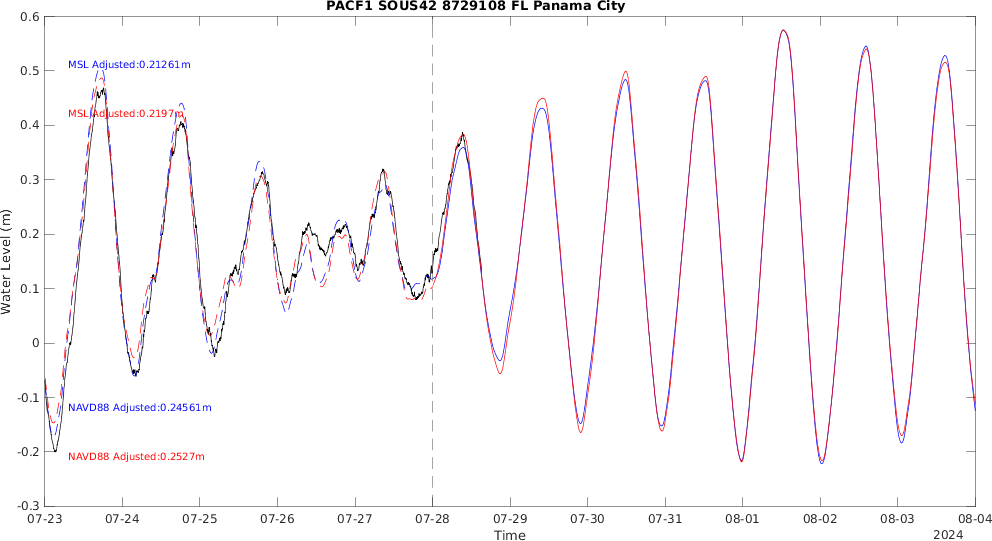 PACF1 SOUS42 8729108 FL Panama City
0.6
0.5
0.4
0.3
0.2
0.1
0
-0.1
-0.2
-0.3
Water Level (m)
MSL Adjusted:0.21261m
MSL Adjusted:0.2197m
NAVD88 Adjusted:0.24561m
NAVD88 Adjusted:0.2527m
07-23 07-24 07-25 07-26 07-27 07-28 07-29 07-30 07-31 08-01 08-02 08-03 08-04
Time
2024